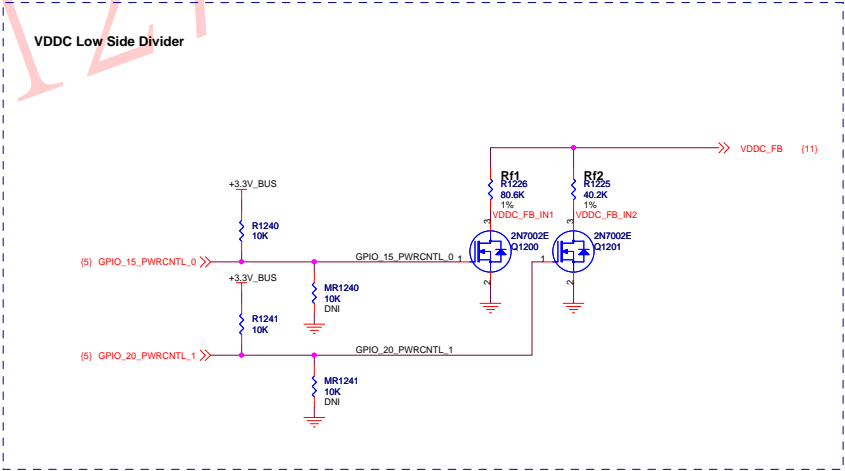 VDDC Low Side Divider
VDDC_FB {11}
Rf1
R1226
80.6K
1%
VDDC_FB_IN1
Rf2
R1225
40.2K
1%
VDDC_FB_IN2
+3.3V_BUS
R1240
10K
3
2N7002E
Q1200
1
2
3
2N7002E
Q1201
1
2
{5} GPIO_15_PWRCNTL_0
GPIO_15_PWRCNTL_0
+3.3V_BUS
MR1240
10K
DNI
R1241
10K
{5} GPIO_20_PWRCNTL_1
GPIO_20_PWRCNTL_1
MR1241
10K
DNI